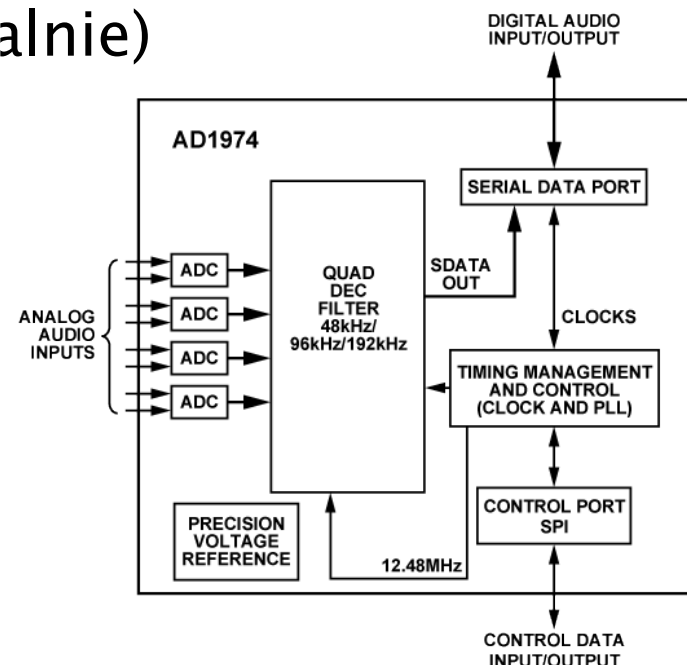 alnie)
DIGITAL AUDIO
INPUT/OUTPUT
AD1974
SERIAL DATA PORT
ADC
ADC
ADC
ADC
ANALOG
AUDIO
INPUTS
QUAD
DEC
FILTER
48kHz/
96kHz/192kHz
SDATA
OUT
CLOCKS
TIMING MANAGEMENT
AND CONTROL
(CLOCK AND PLL)
CONTROL PORT
SPI
PRECISION
VOLTAGE
REFERENCE
12.48MHz
CONTROL DATA
INPUT/OUTPUT